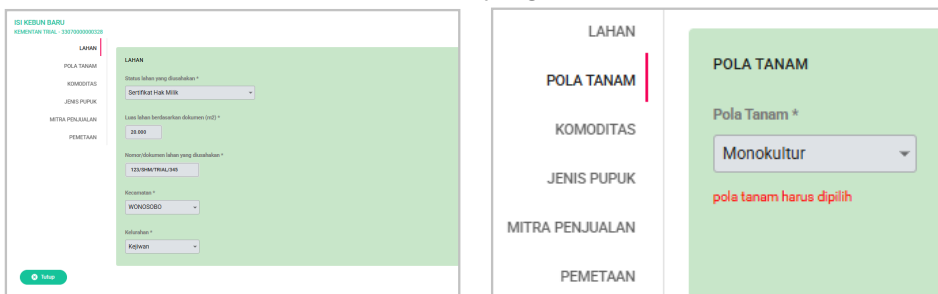 ISI KEBUN BARU
KEMENTAN TRIAL - 33070000000328
LAHAN
POLA TANAM
KOMODITAS
JENIS PUPUK
MITRA PENJUALAN
PEMETAAN
LAHAN
Status lahan yang diusahakan *
Sertifikat Hak Milik
Luas lahan berdasarkan dokumen (m2) *
20.000
Nomor/dokumen lahan yang diusahakan *
123/SHM/TRIAL/345
Kecamatan *
WONOSOBO
Kelurahan *
Kejiwan
Tutup
LAHAN
POLA TANAM
KOMODITAS
JENIS PUPUK
MITRA PENJUALAN
PEMETAAN
POLA TANAM
Pola Tanam *
Monokultur
pola tanam harus dipilih